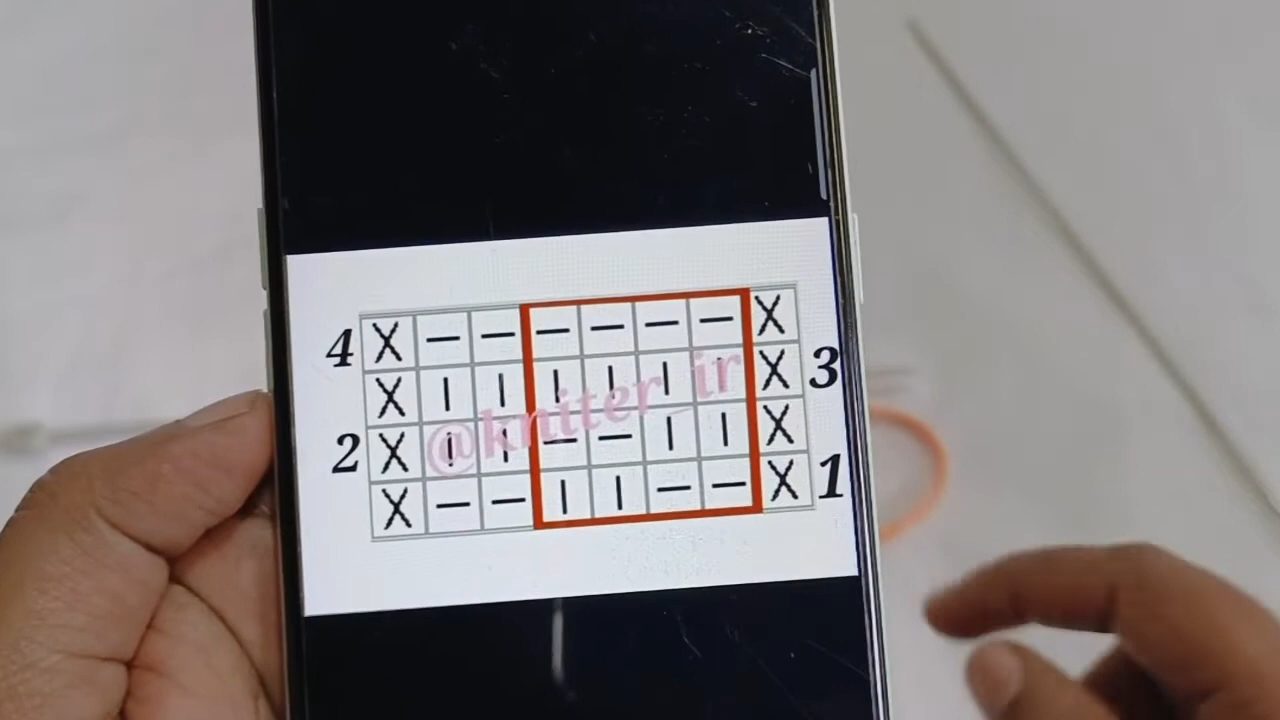 4 X — — — — — — X
X | | | | | | X 3
2 X | | — — | | X
X — — | | — — X 1
@kniter_ir